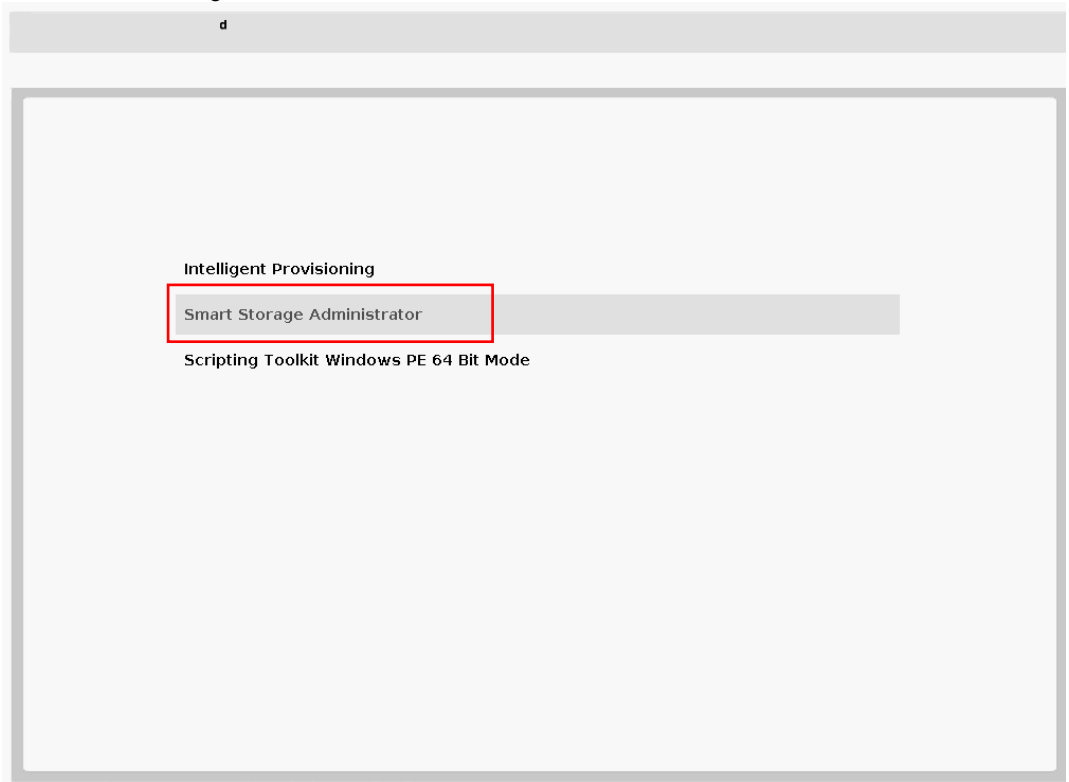 d
Intelligent Provisioning
Smart Storage Administrator
Scripting Toolkit Windows PE 64 Bit Mode